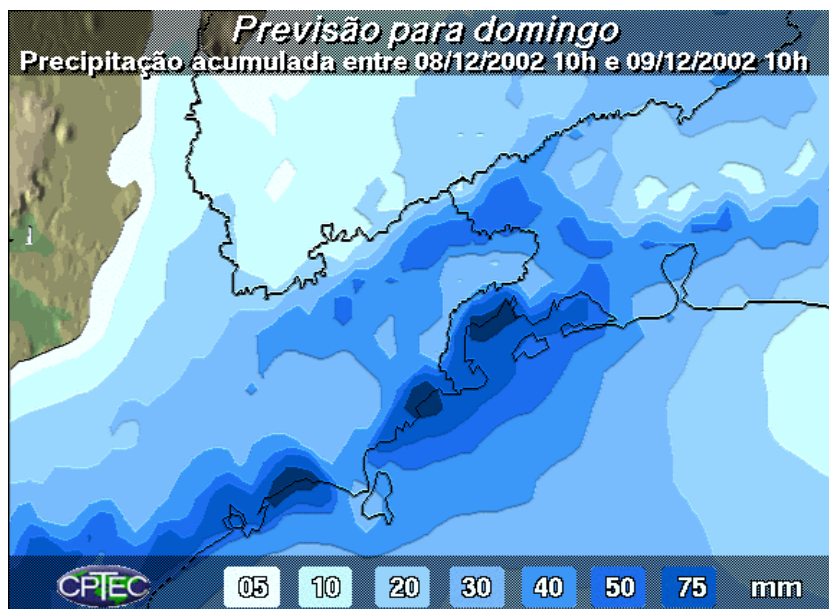 Previsão para domingo
Precipitação acumulada entre 08/12/2002 10h e 09/12/2002 10h
CPTEC
05 10 20 30 40 50 75 mm